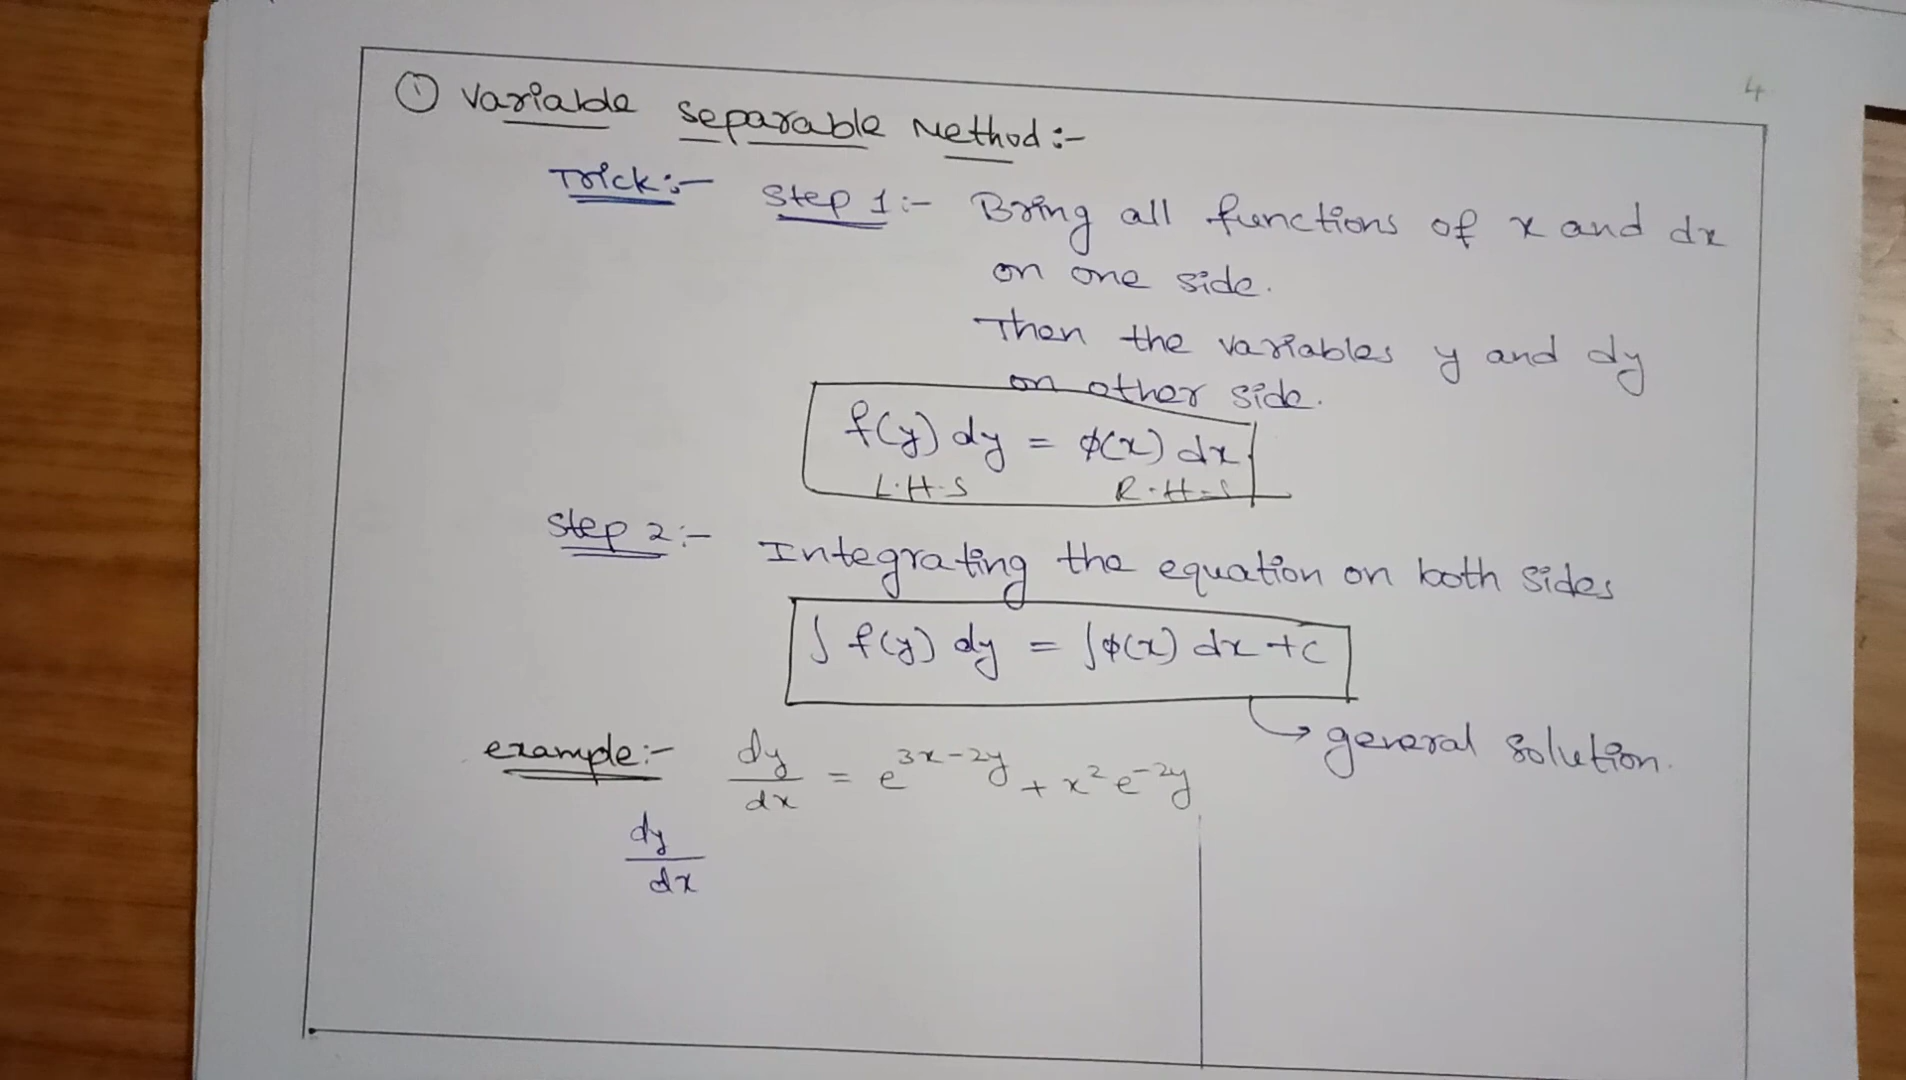 4
① Variable separable Method:-
Trick:- Step 1:- Bring all functions of x and dx
on one side.
Then the variables y and dy
on other side.
f(y) dy = φ(x) dx
L.H.S R.H.S
Step 2:- Integrating the equation on both sides
∫ f(y) dy = ∫φ(x) dx + c
→ general solution.
example:- dy/dx = e^{3x-2y} + x² e^{-2y}
dy/dx